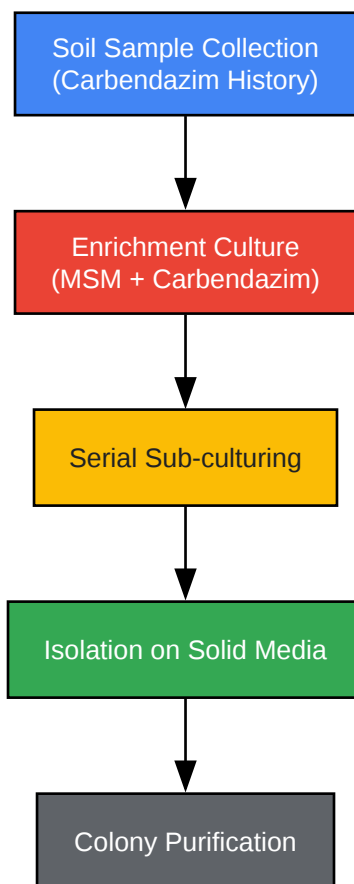 Soil Sample Collection
(Carbendazim History)
Enrichment Culture
(MSM + Carbendazim)
Serial Sub-culturing
Isolation on Solid Media
Colony Purification